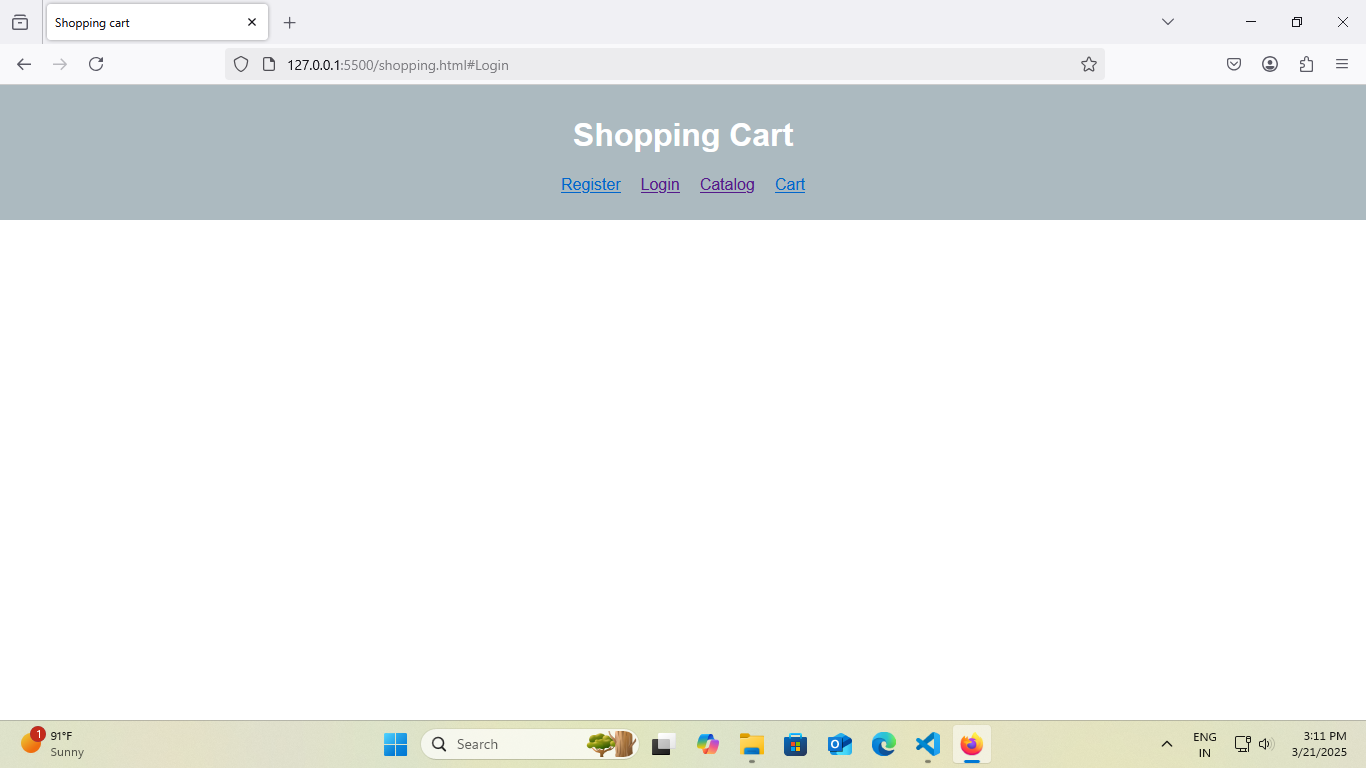 Shopping cart
127.0.0.1:5500/shopping.html#Login
Shopping Cart
Register Login Catalog Cart
1
91°F
Sunny
Search
ENG
IN
3:11 PM
3/21/2025